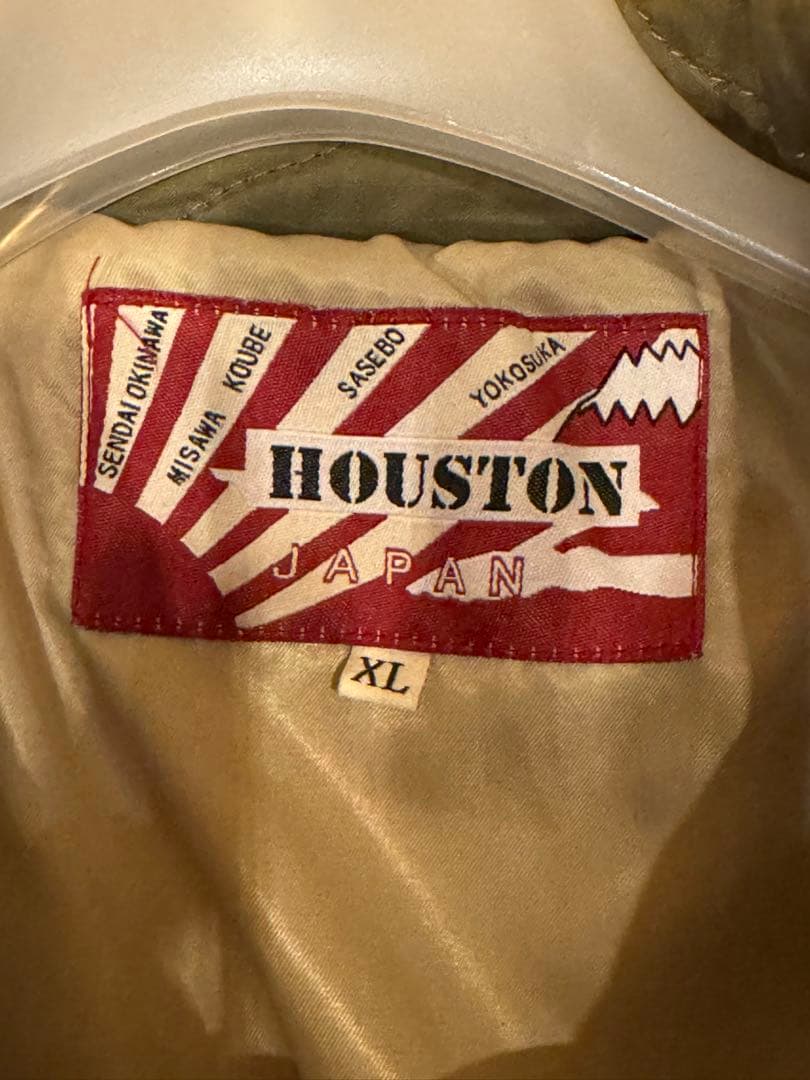 SENDAI OKINAWA
MISAWA KOUBE
SASEBO
YOKOSUKA
HOUSTON
JAPAN
XL